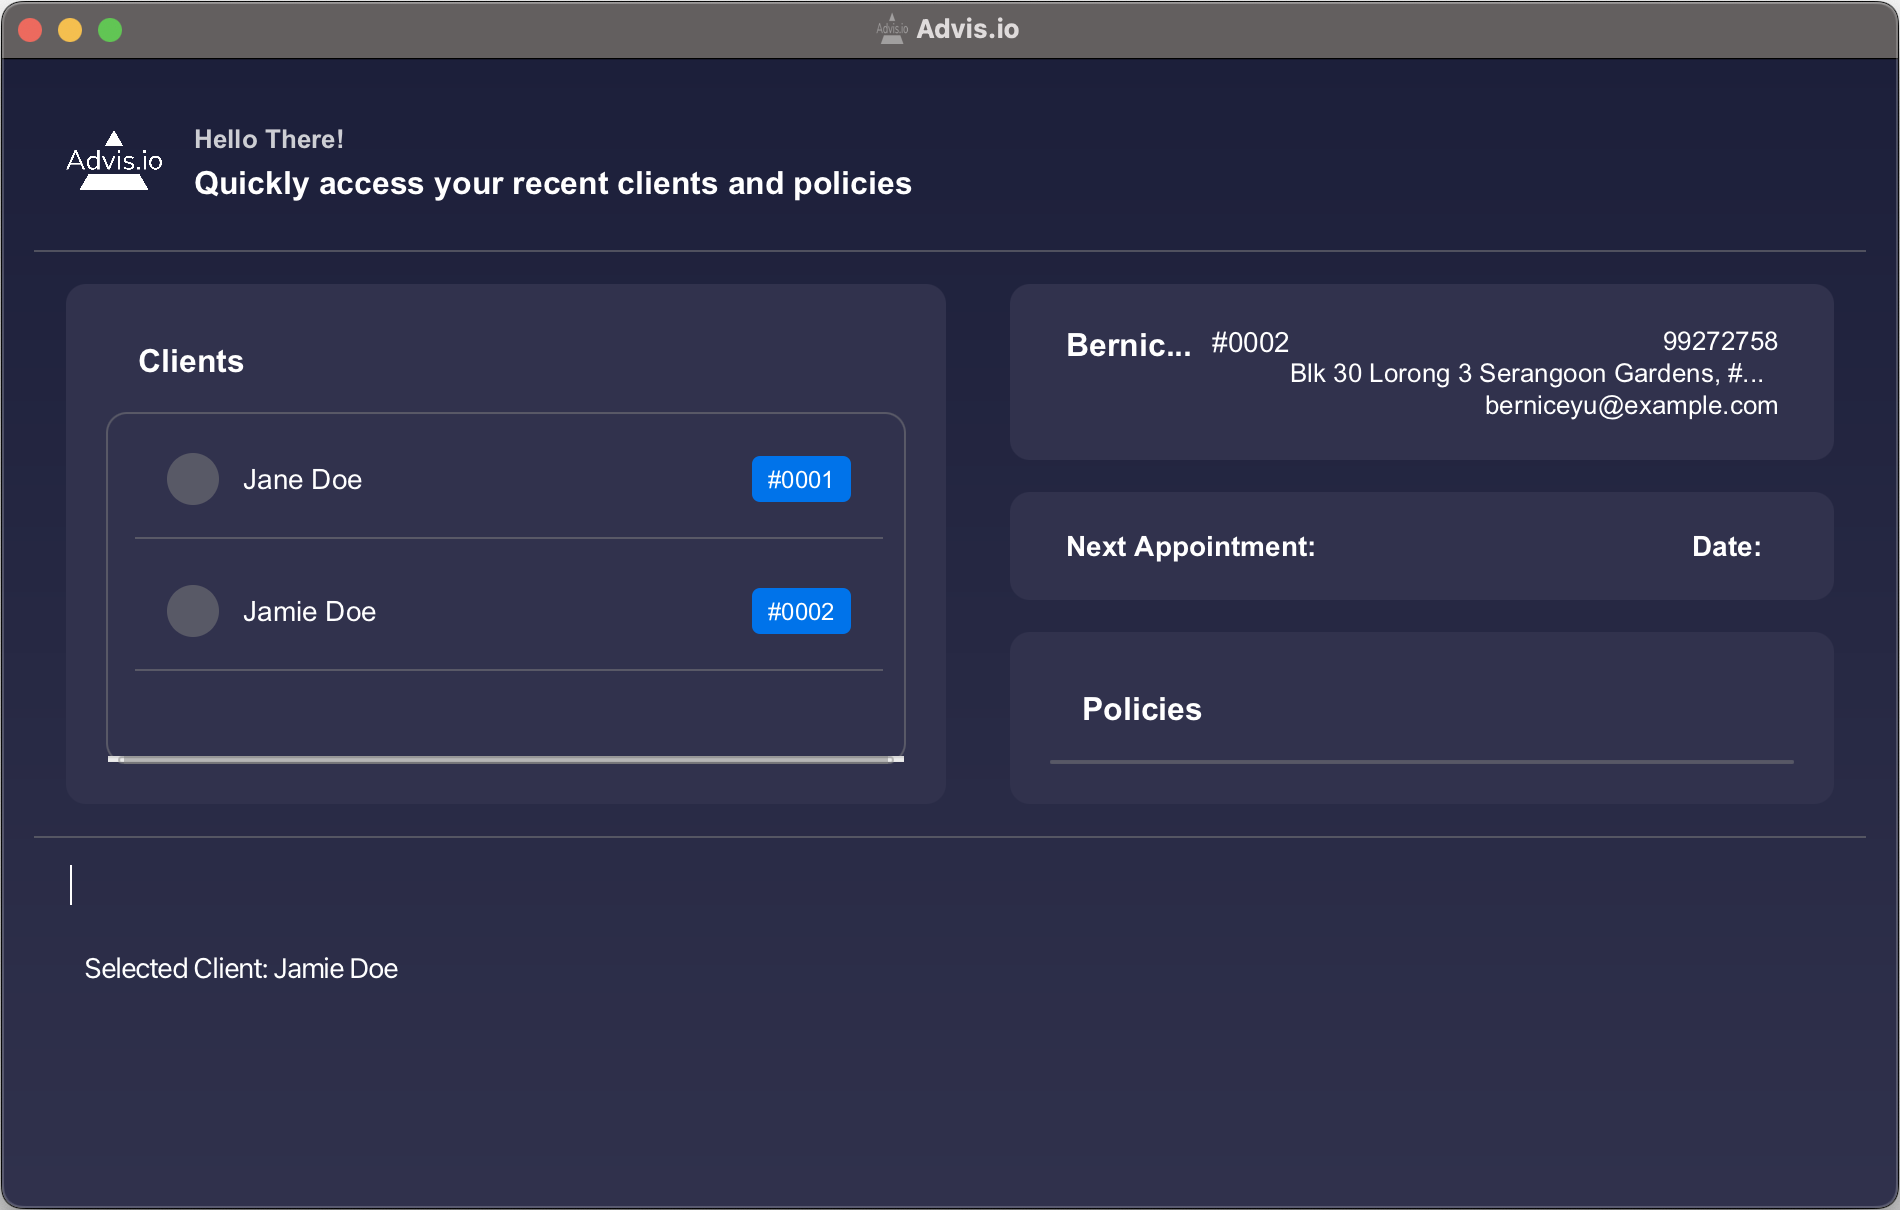 Advis.io Advis.io
Advis.io
Hello There!
Quickly access your recent clients and policies
Clients
Jane Doe #0001
Jamie Doe #0002
Bernic... #0002 99272758
Blk 30 Lorong 3 Serangoon Gardens, #...
berniceyu@example.com
Next Appointment: Date:
Policies
Selected Client: Jamie Doe